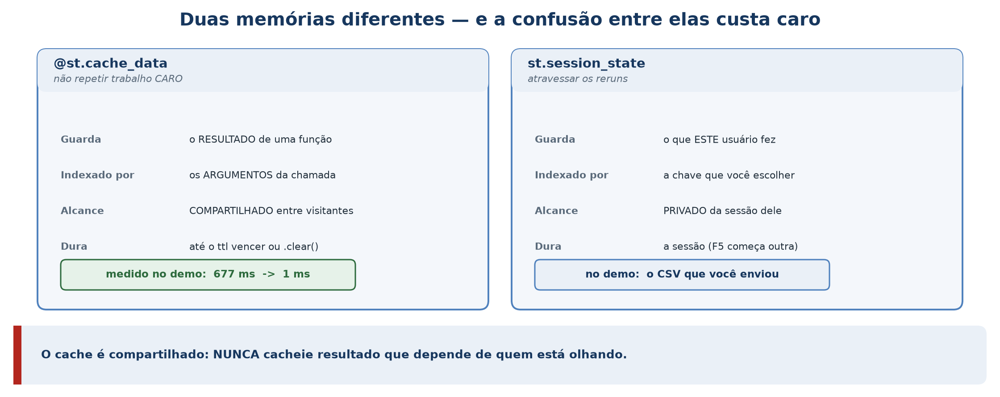 Duas memórias diferentes — e a confusão entre elas custa caro
@st.cache_data
não repetir trabalho CARO
Guarda o RESULTADO de uma função
Indexado por os ARGUMENTOS da chamada
Alcance COMPARTILHADO entre visitantes
Dura até o ttl vencer ou .clear()
medido no demo: 677 ms -> 1 ms
st.session_state
atravessar os reruns
Guarda o que ESTE usuário fez
Indexado por a chave que você escolher
Alcance PRIVADO da sessão dele
Dura a sessão (F5 começa outra)
no demo: o CSV que você enviou
O cache é compartilhado: NUNCA cacheie resultado que depende de quem está olhando.